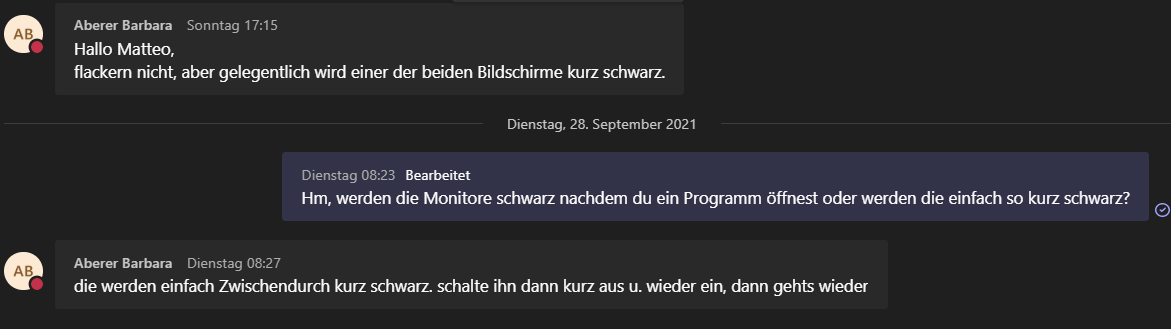 AB
Aberer Barbara Sonntag 17:15
Hallo Matteo,
flackern nicht, aber gelegentlich wird einer der beiden Bildschirme kurz schwarz.
Dienstag, 28. September 2021
Dienstag 08:23 Bearbeitet
Hm, werden die Monitore schwarz nachdem du ein Programm öffnest oder werden die einfach so kurz schwarz?
AB
Aberer Barbara Dienstag 08:27
die werden einfach Zwischendurch kurz schwarz. schalte ihn dann kurz aus u. wieder ein, dann gehts wieder